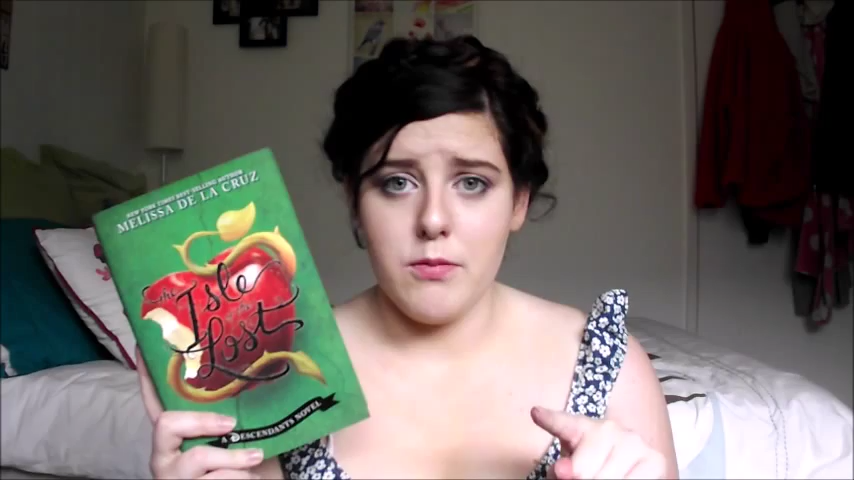 NEW YORK TIMES BEST-SELLING AUTHOR
MELISSA DE LA CRUZ
The
Isle
of the
Lost
A DESCENDANTS NOVEL